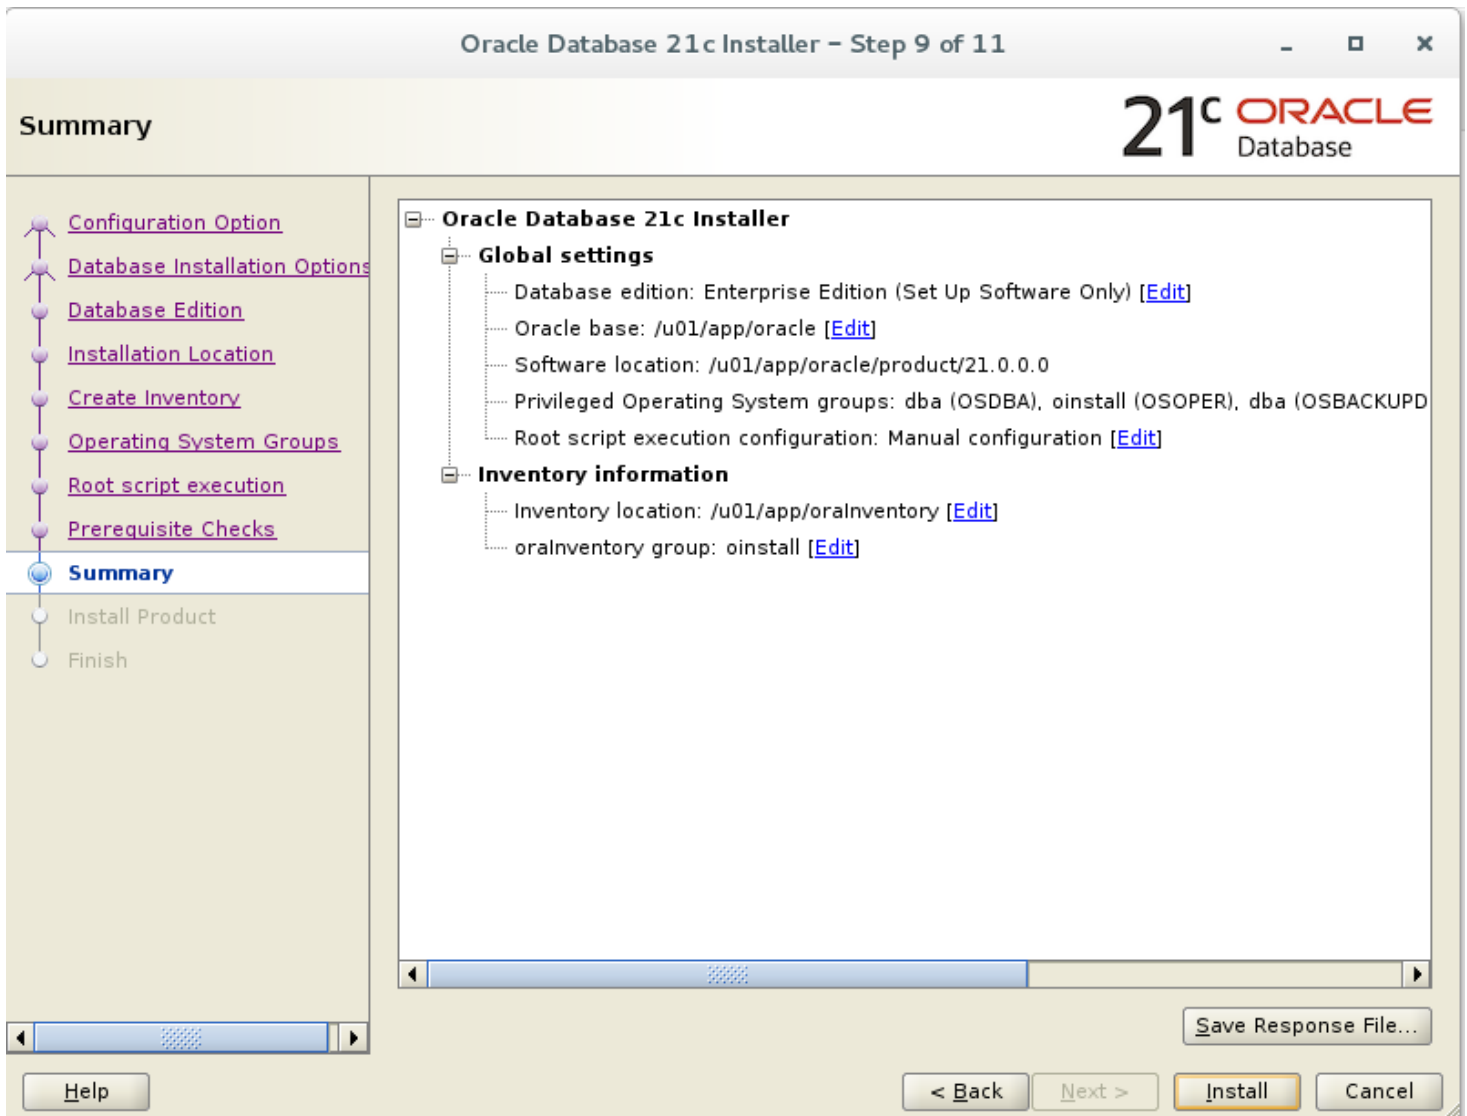 Oracle Database 21c Installer – Step 9 of 11
Summary
21c ORACLE
Database
Configuration Option
Database Installation Options
Database Edition
Installation Location
Create Inventory
Operating System Groups
Root script execution
Prerequisite Checks
Summary
Install Product
Finish
Oracle Database 21c Installer
Global settings
Database edition: Enterprise Edition (Set Up Software Only) [Edit]
Oracle base: /u01/app/oracle [Edit]
Software location: /u01/app/oracle/product/21.0.0.0
Privileged Operating System groups: dba (OSDBA), oinstall (OSOPER), dba (OSBACKUPD
Root script execution configuration: Manual configuration [Edit]
Inventory information
Inventory location: /u01/app/oraInventory [Edit]
oraInventory group: oinstall [Edit]
Save Response File...
Help
< Back
Next >
Install
Cancel